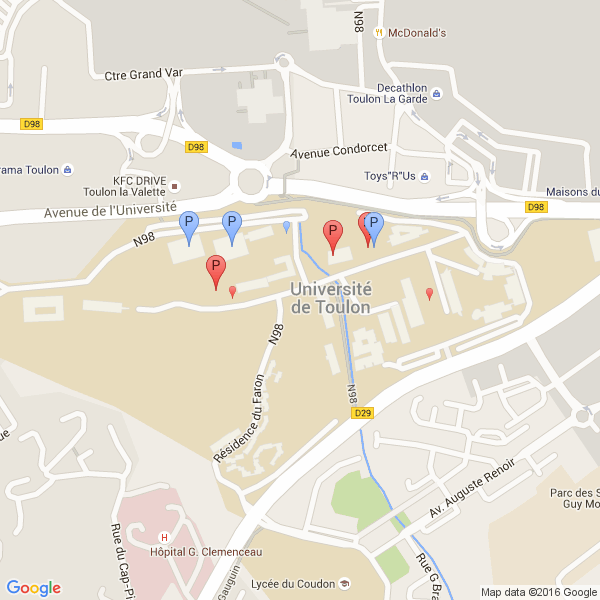 N98
McDonald's
Ctre Grand Var
Decathlon
Toulon La Garde
D98
D98
Avenue Condorcet
rama Toulon
KFC DRIVE
Toulon la Valette
Toys"R"Us
Maisons du
Avenue de l'Université
D98
P
P
P
P
N98
P
Université
de Toulon
N98
N98
D29
Résidence du Faron
Av. Auguste Renoir
Parc des S
Guy Mo
Rue du Cap-Pi
H
Hôpital G. Clemenceau
Gauguin
Lycée du Coudon
Rue G Bra
Google
Map data ©2016 Google